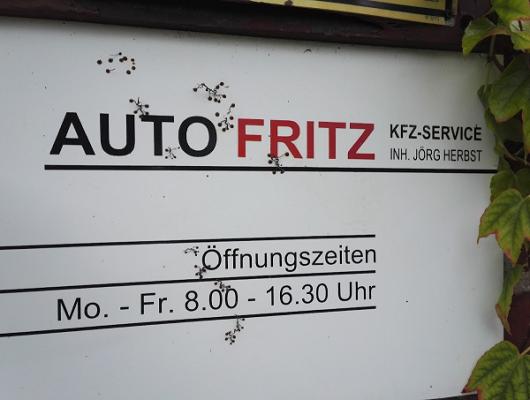 AUTO FRITZ KFZ-SERVICE
INH. JÖRG HERBST
Öffnungszeiten
Mo. - Fr. 8.00 - 16.30 Uhr